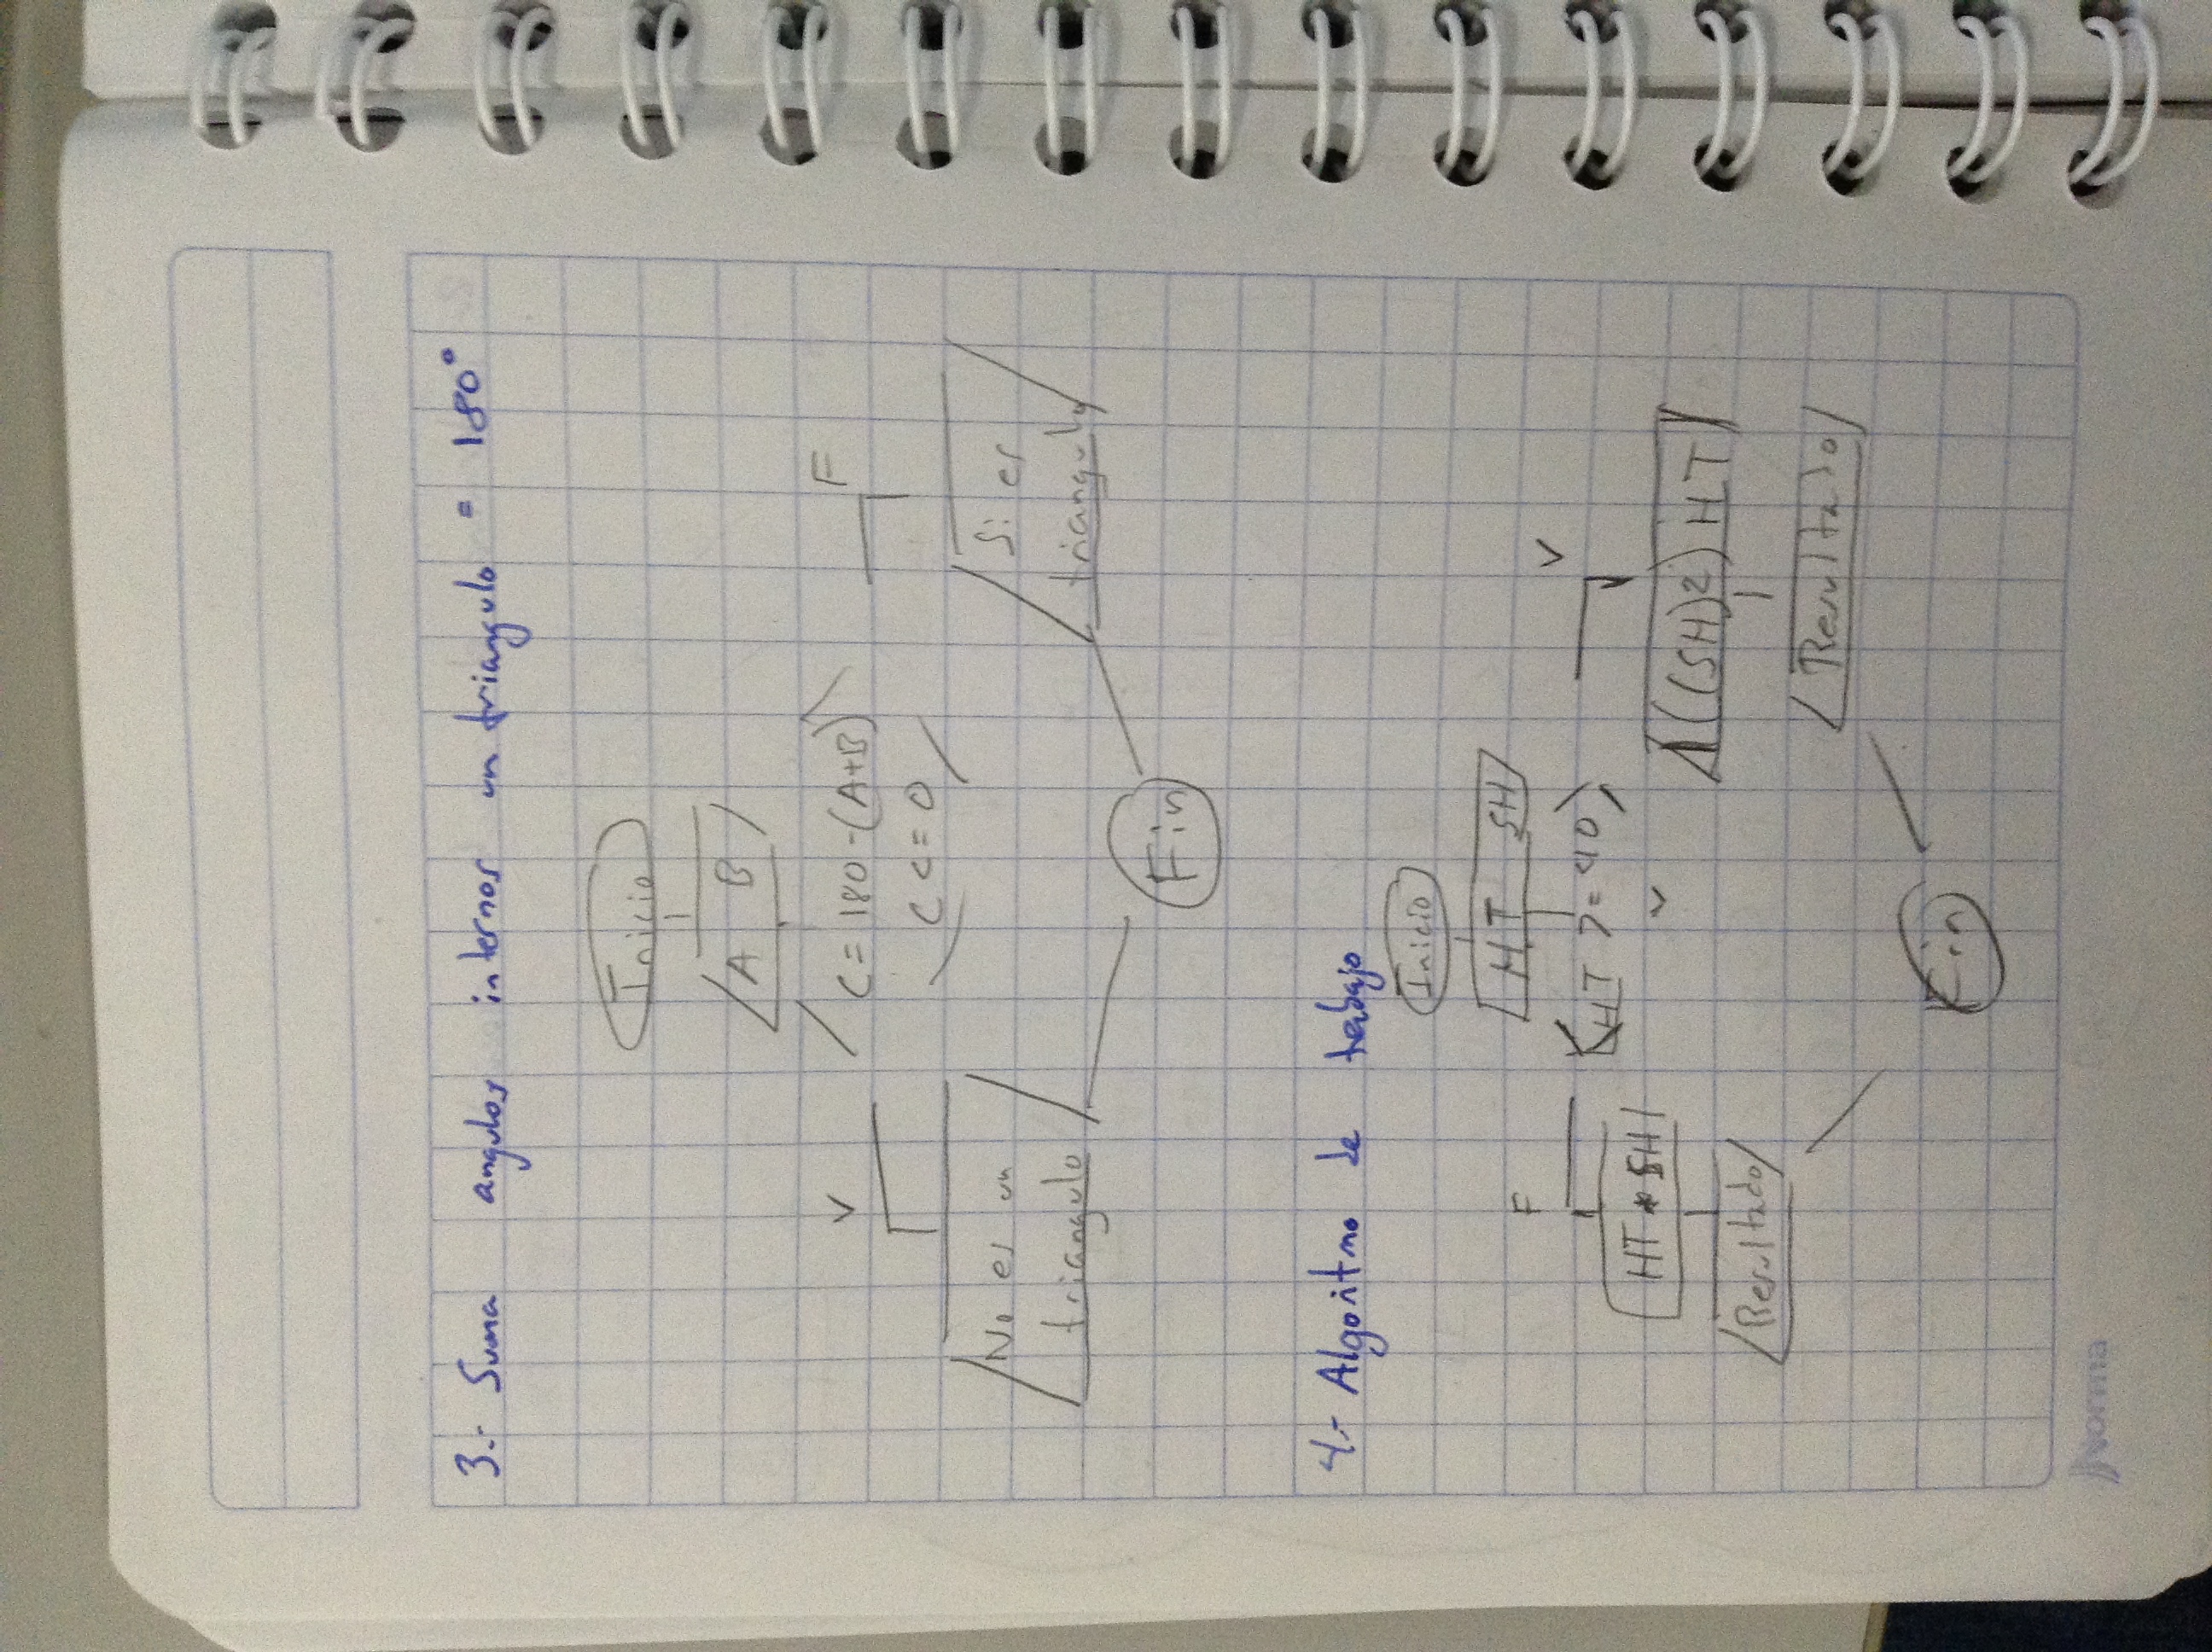 3.- Suma angulos internos un triangulo = 180°
Inicio
A B
V
C = 180 - (A+B)
C <= 0
F
No es un
triangulo
Si es
triangulo
Fin
4.- Algoritmo de trabajo
Inicio
HT SH
F
HT >= 40
V
HT * SH
v
((SH)2) HT
Resultado
Resultado
Fin
Norma